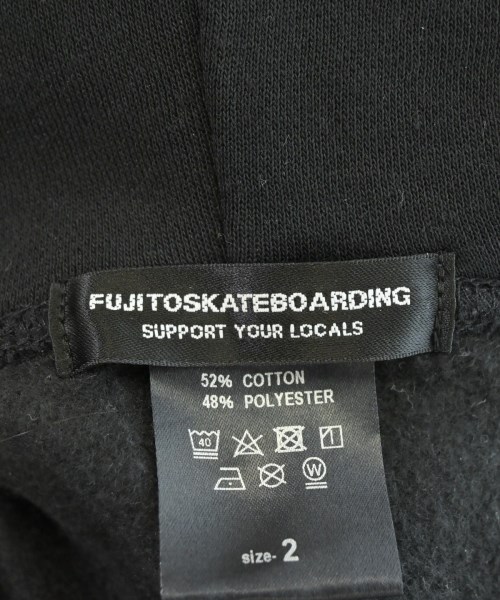 FUJITOSKATEBOARDING
SUPPORT YOUR LOCALS
52% COTTON
48% POLYESTER
40
W
size- 2